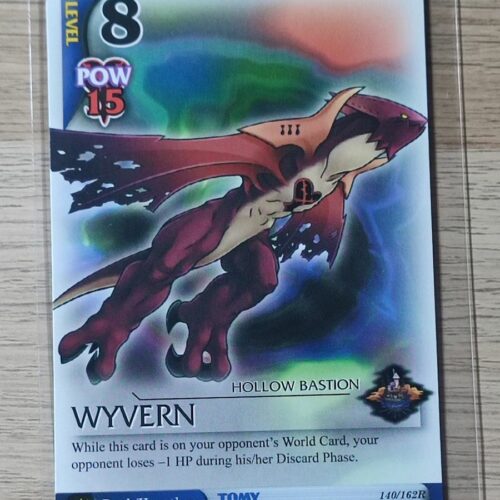 LEVEL
8
POW
15
HOLLOW BASTION
WYVERN
While this card is on your opponent's World Card, your
opponent loses –1 HP during his/her Discard Phase.
TOMY
140/162R